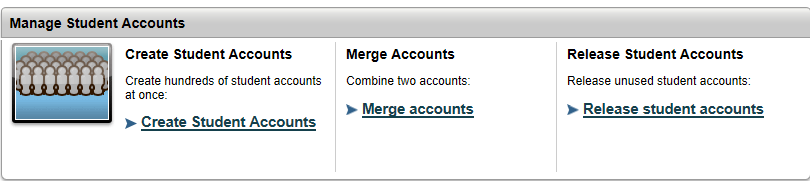 Manage Student Accounts
Create Student Accounts
Create hundreds of student accounts
at once:
Create Student Accounts
Merge Accounts
Combine two accounts:
Merge accounts
Release Student Accounts
Release unused student accounts:
Release student accounts